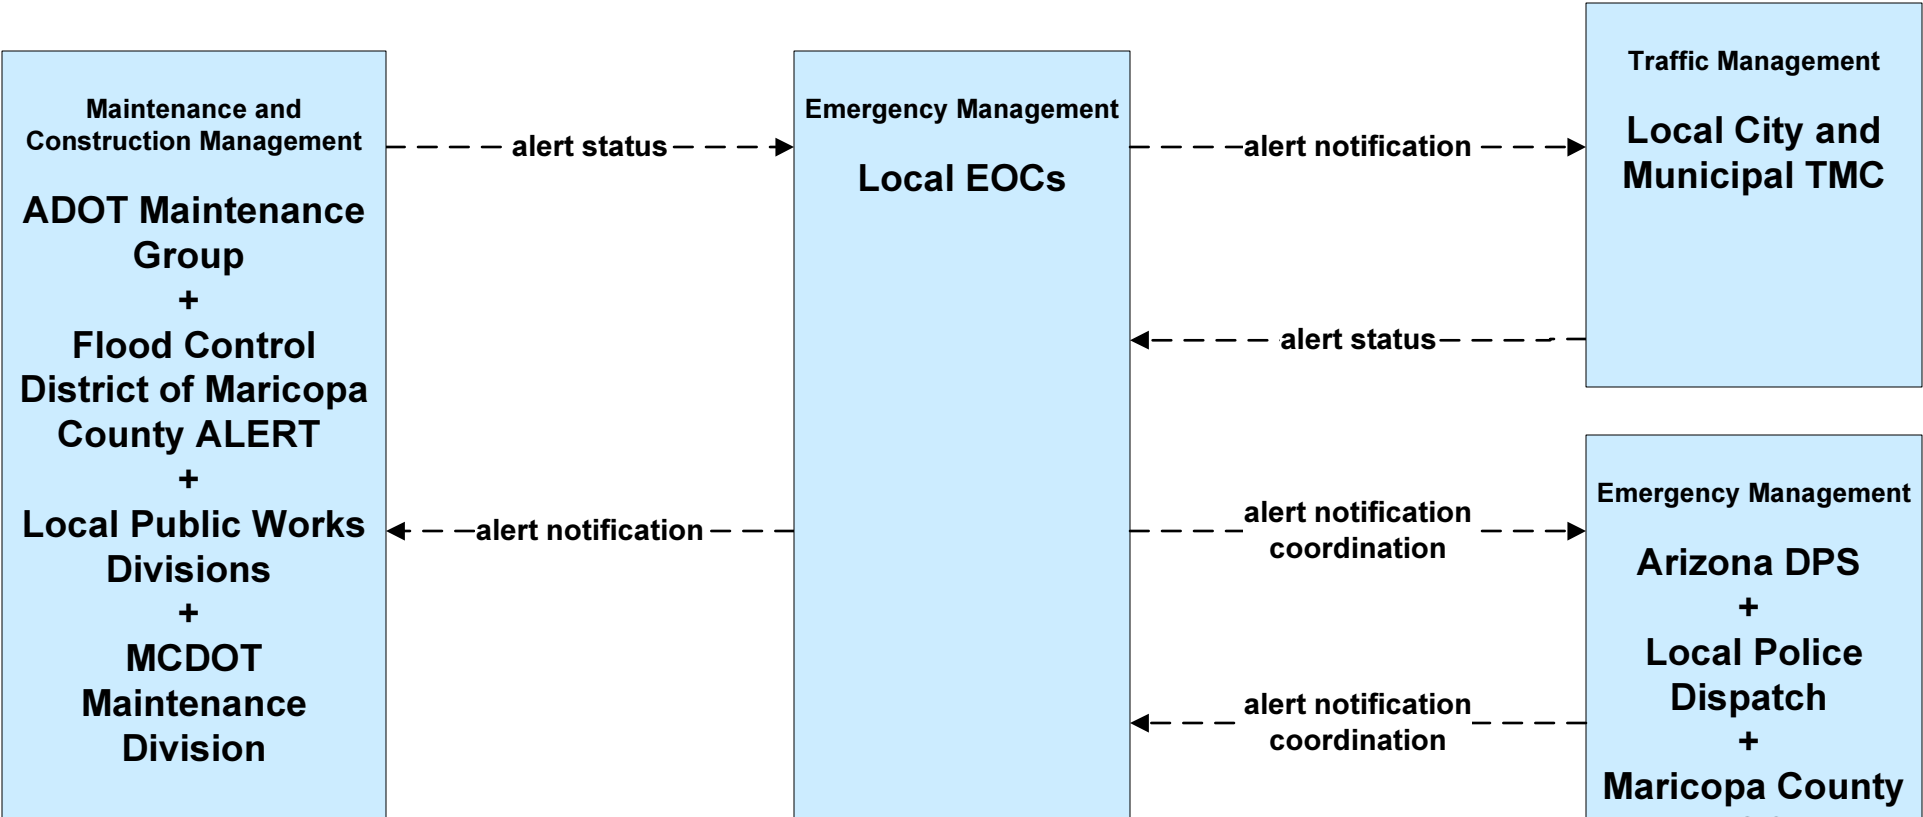 Maintenance and
Construction Management
ADOT Maintenance
Group
+
Flood Control
District of Maricopa
County ALERT
+
Local Public Works
Divisions
+
MCDOT
Maintenance
Division
alert status
alert notification
Emergency Management
Local EOCs
alert notification
alert status
alert notification
coordination
alert notification
coordination
Traffic Management
Local City and
Municipal TMC
Emergency Management
Arizona DPS
+
Local Police
Dispatch
+
Maricopa County